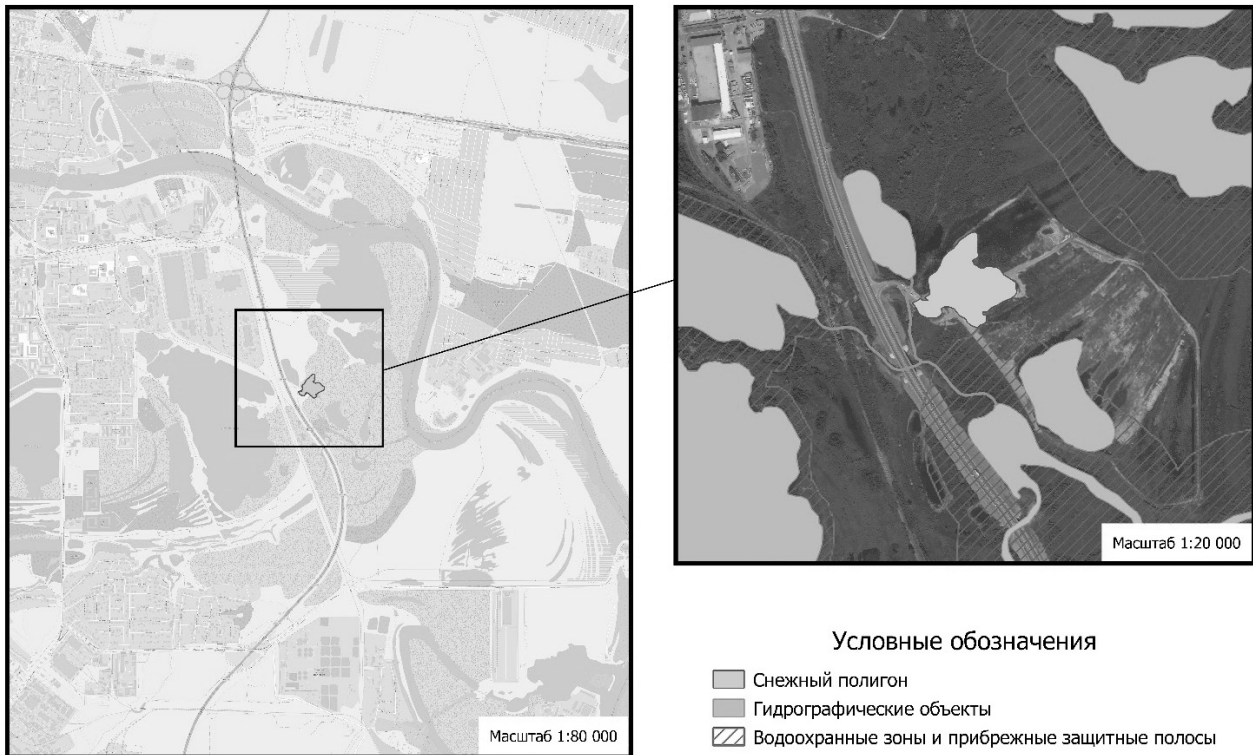 Масштаб 1:80 000
Масштаб 1:20 000
Условные обозначения
Снежный полигон
Гидрографические объекты
Водоохранные зоны и прибрежные защитные полосы